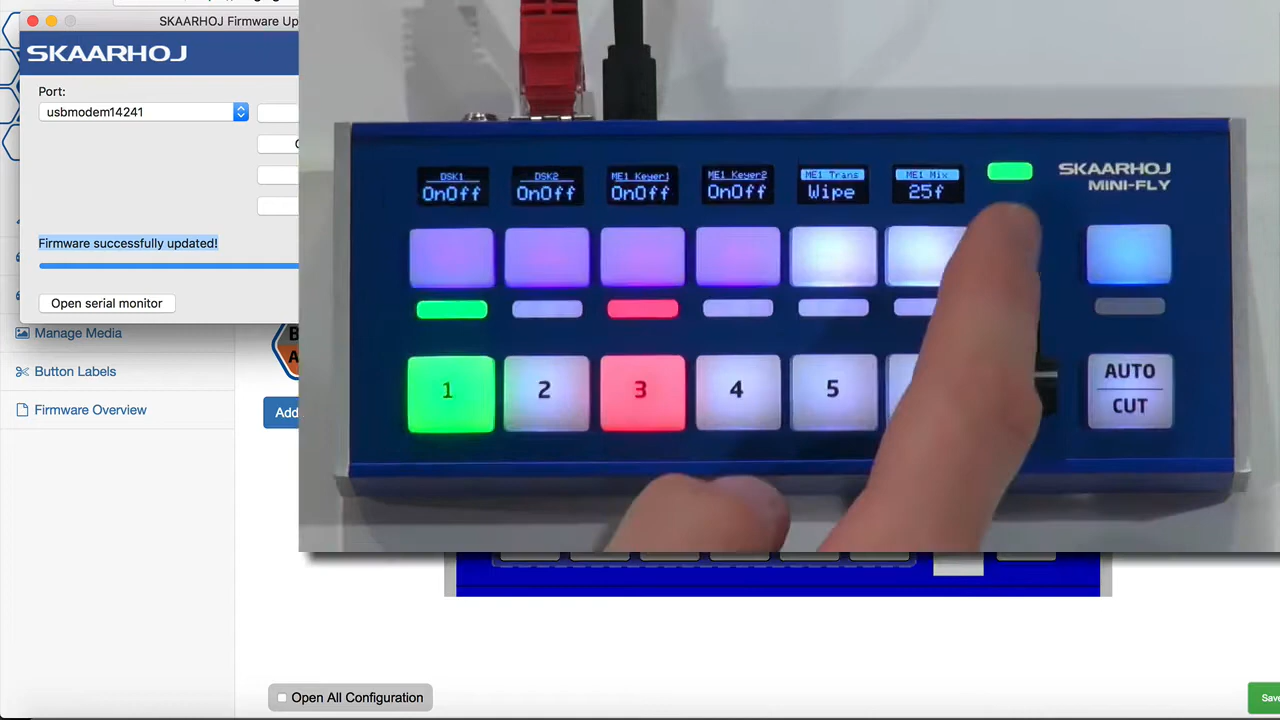 SKAARHOJ Firmware Up
SKAARHOJ
Port:
usbmodem14241
Firmware successfully updated!
Open serial monitor
Manage Media
Button Labels
Firmware Overview
Add
Open All Configuration
Save
DSK1
OnOff
DSK2
OnOff
ME1 Keyer1
OnOff
ME1 Keyer2
OnOff
ME1 Trans
Wipe
ME1 Mix
25f
SKAARHOJ
MINI-FLY
1
2
3
4
5
AUTO
CUT